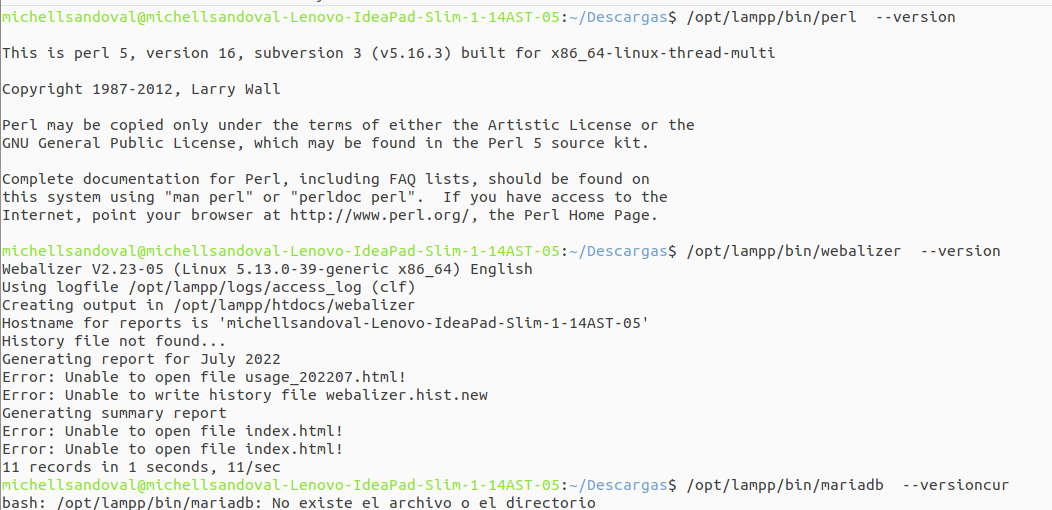 michellsandoval@michellsandoval-Lenovo-IdeaPad-Slim-1-14AST-05:~/Descargas$ /opt/lampp/bin/perl  --version
This is perl 5, version 16, subversion 3 (v5.16.3) built for x86_64-linux-thread-multi
Copyright 1987-2012, Larry Wall
Perl may be copied only under the terms of either the Artistic License or the
GNU General Public License, which may be found in the Perl 5 source kit.
Complete documentation for Perl, including FAQ lists, should be found on
this system using "man perl" or "perldoc perl".  If you have access to the
Internet, point your browser at http://www.perl.org/, the Perl Home Page.
michellsandoval@michellsandoval-Lenovo-IdeaPad-Slim-1-14AST-05:~/Descargas$ /opt/lampp/bin/webalizer  --version
Webalizer V2.23-05 (Linux 5.13.0-39-generic x86_64) English
Using logfile /opt/lampp/logs/access_log (clf)
Creating output in /opt/lampp/htdocs/webalizer
Hostname for reports is 'michellsandoval-Lenovo-IdeaPad-Slim-1-14AST-05'
History file not found...
Generating report for July 2022
Error: Unable to open file usage_202207.html!
Error: Unable to write history file webalizer.hist.new
Generating summary report
Error: Unable to open file index.html!
Error: Unable to open file index.html!
11 records in 1 seconds, 11/sec
michellsandoval@michellsandoval-Lenovo-IdeaPad-Slim-1-14AST-05:~/Descargas$ /opt/lampp/bin/mariadb  --versioncur
bash: /opt/lampp/bin/mariadb: No existe el archivo o el directorio